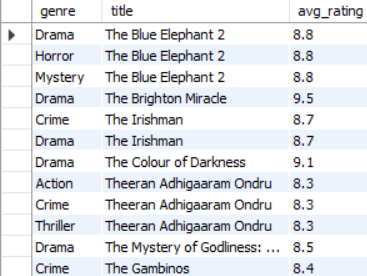 genre title avg_rating
Drama The Blue Elephant 2 8.8
Horror The Blue Elephant 2 8.8
Mystery The Blue Elephant 2 8.8
Drama The Brighton Miracle 9.5
Crime The Irishman 8.7
Drama The Irishman 8.7
Drama The Colour of Darkness 9.1
Action Theeran Adhigaaram Ondru 8.3
Crime Theeran Adhigaaram Ondru 8.3
Thriller Theeran Adhigaaram Ondru 8.3
Drama The Mystery of Godliness: ... 8.5
Crime The Gambinos 8.4